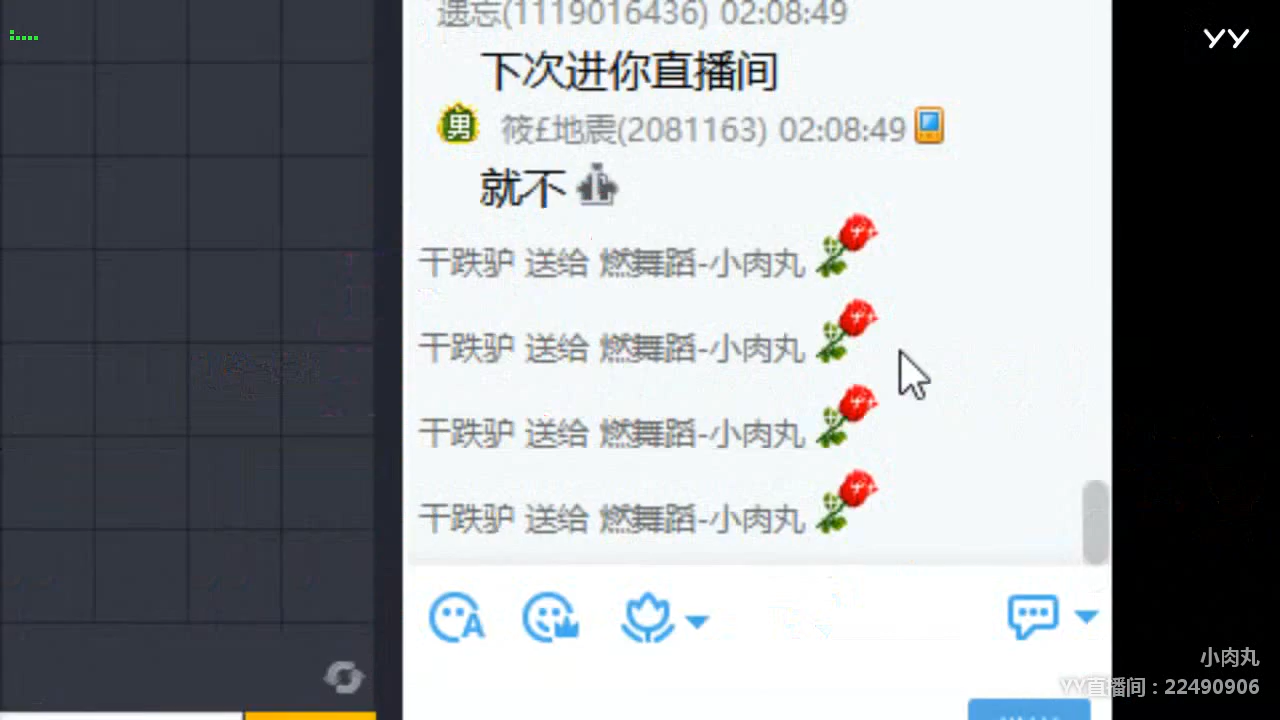 遗忘(1119016436) 02:08:49
YY
下次进你直播间
男 筱£地震(2081163) 02:08:49
就不
干跌驴 送给 燃舞蹈-小肉丸
干跌驴 送给 燃舞蹈-小肉丸
干跌驴 送给 燃舞蹈-小肉丸
干跌驴 送给 燃舞蹈-小肉丸
小肉丸
YY直播间：22490906